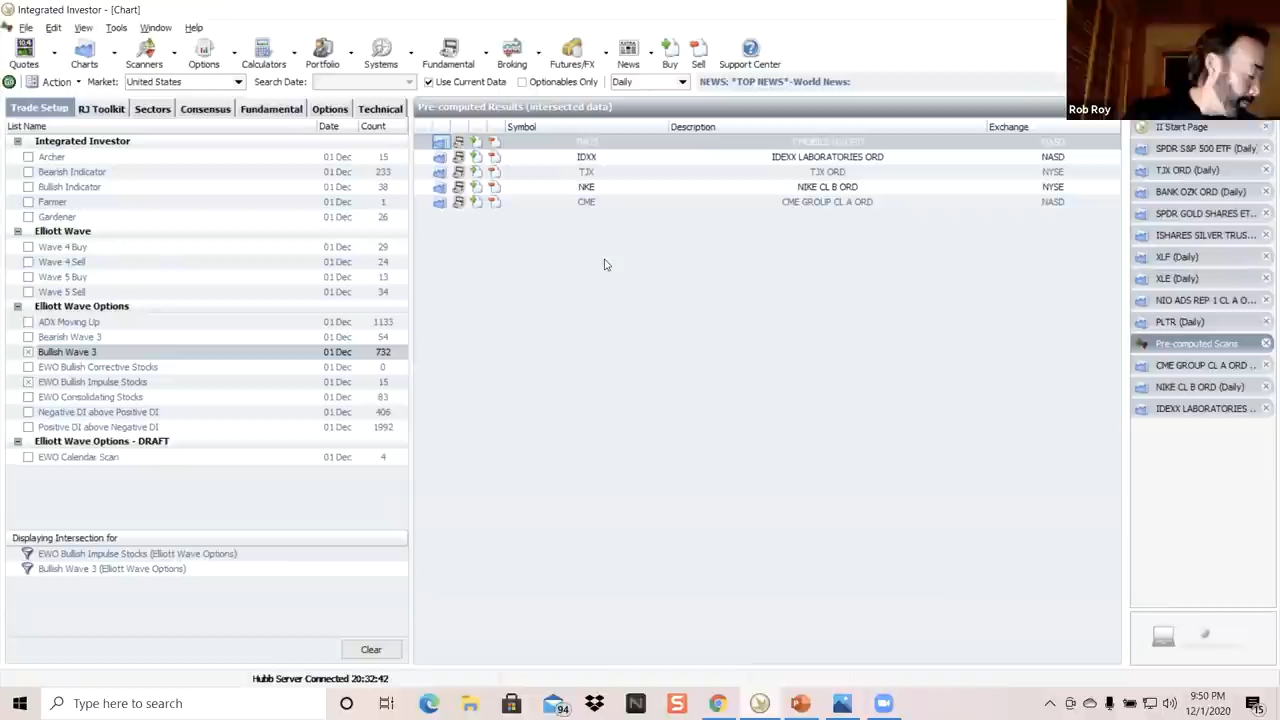 Integrated Investor - [Chart]
File Edit View Tools Window Help
Quotes Charts Scanners Options Calculators Portfolio Systems Fundamental Broking Futures/FX News Buy Sell Support Center
Action Market: United States Search Date: Use Current Data Optionables Only Daily NEWS: *TOP NEWS*-World News:
Rob Roy
Trade Setup RJ Toolkit Sectors Consensus Fundamental Options Technical
Pre-computed Results (intersected data)
List Name Date Count
Symbol Description Exchange
Integrated Investor
Archer 01 Dec 15
Bearish Indicator 01 Dec 233
Bullish Indicator 01 Dec 38
Farmer 01 Dec 1
Gardener 01 Dec 26
Elliott Wave
Wave 4 Buy 01 Dec 29
Wave 4 Sell 01 Dec 24
Wave 5 Buy 01 Dec 13
Wave 5 Sell 01 Dec 34
Elliott Wave Options
ADX Moving Up 01 Dec 1133
Bearish Wave 3 01 Dec 54
Bullish Wave 3 01 Dec 732
EWO Bullish Corrective Stocks 01 Dec 0
EWO Bullish Impulse Stocks 01 Dec 15
EWO Consolidating Stocks 01 Dec 83
Negative DI above Positive DI 01 Dec 406
Positive DI above Negative DI 01 Dec 1992
Elliott Wave Options - DRAFT
EWO Calendar Scan 01 Dec 4
Displaying Intersection for
EWO Bullish Impulse Stocks (Elliott Wave Options)
Bullish Wave 3 (Elliott Wave Options)
Clear
IDXX IDEXX LABORATORIES ORD NASD
TJX TJX ORD NYSE
NKE NIKE CL B ORD NYSE
CME CME GROUP CL A ORD NASD
II Start Page
SPDR S&P 500 ETF (Daily)
TJX ORD (Daily)
BANK OZK ORD (Daily)
SPDR GOLD SHARES ET...
ISHARES SILVER TRUS...
XLF (Daily)
XLE (Daily)
NIO ADS REP 1 CL A O...
PLTR (Daily)
Pre-computed Scans
CME GROUP CL A ORD ..
NIKE CL B ORD (Daily)
IDEXX LABORATORIES ..
Hubb Server Connected 20:32:42
Type here to search
94
9:50 PM
12/1/2020
15